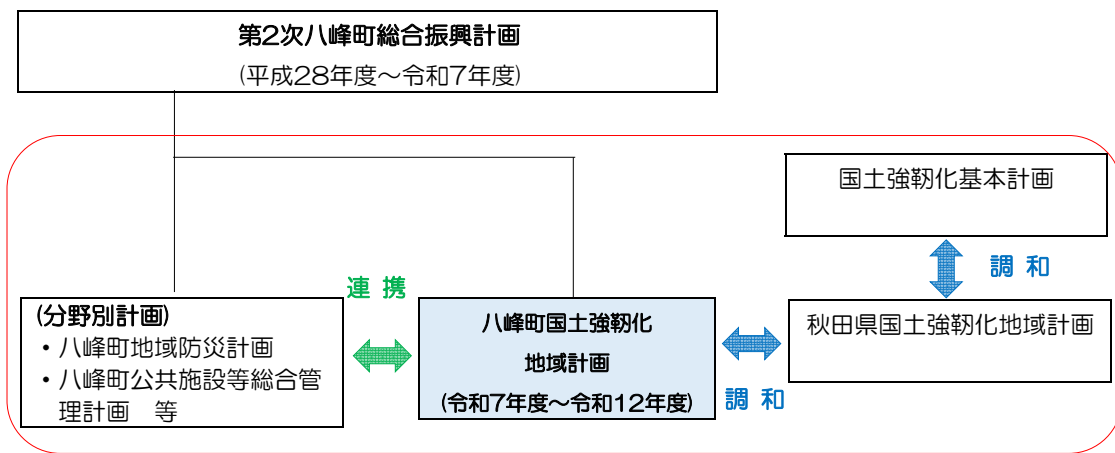 第2次八峰町総合振興計画
(平成28年度～令和7年度)
国土強靭化基本計画
調 和
連 携
(分野別計画)
・八峰町地域防災計画
・八峰町公共施設等総合管
理計画　等
八峰町国土強靭化
地域計画
(令和7年度～令和12年度)
調 和
秋田県国土強靭化地域計画